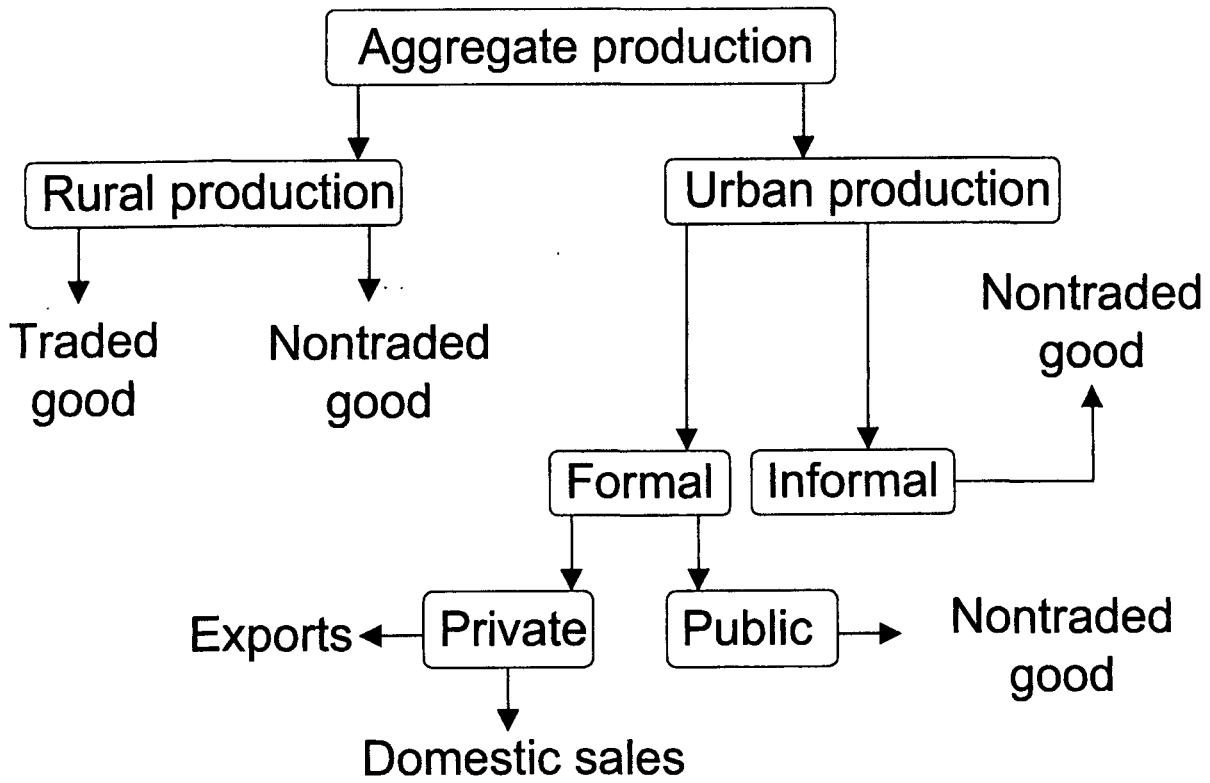 Aggregate production
Rural production
Urban production
Traded
good
Nontraded
good
Nontraded
good
Formal
Informal
Exports
Private
Public
Nontraded
good
Domestic sales